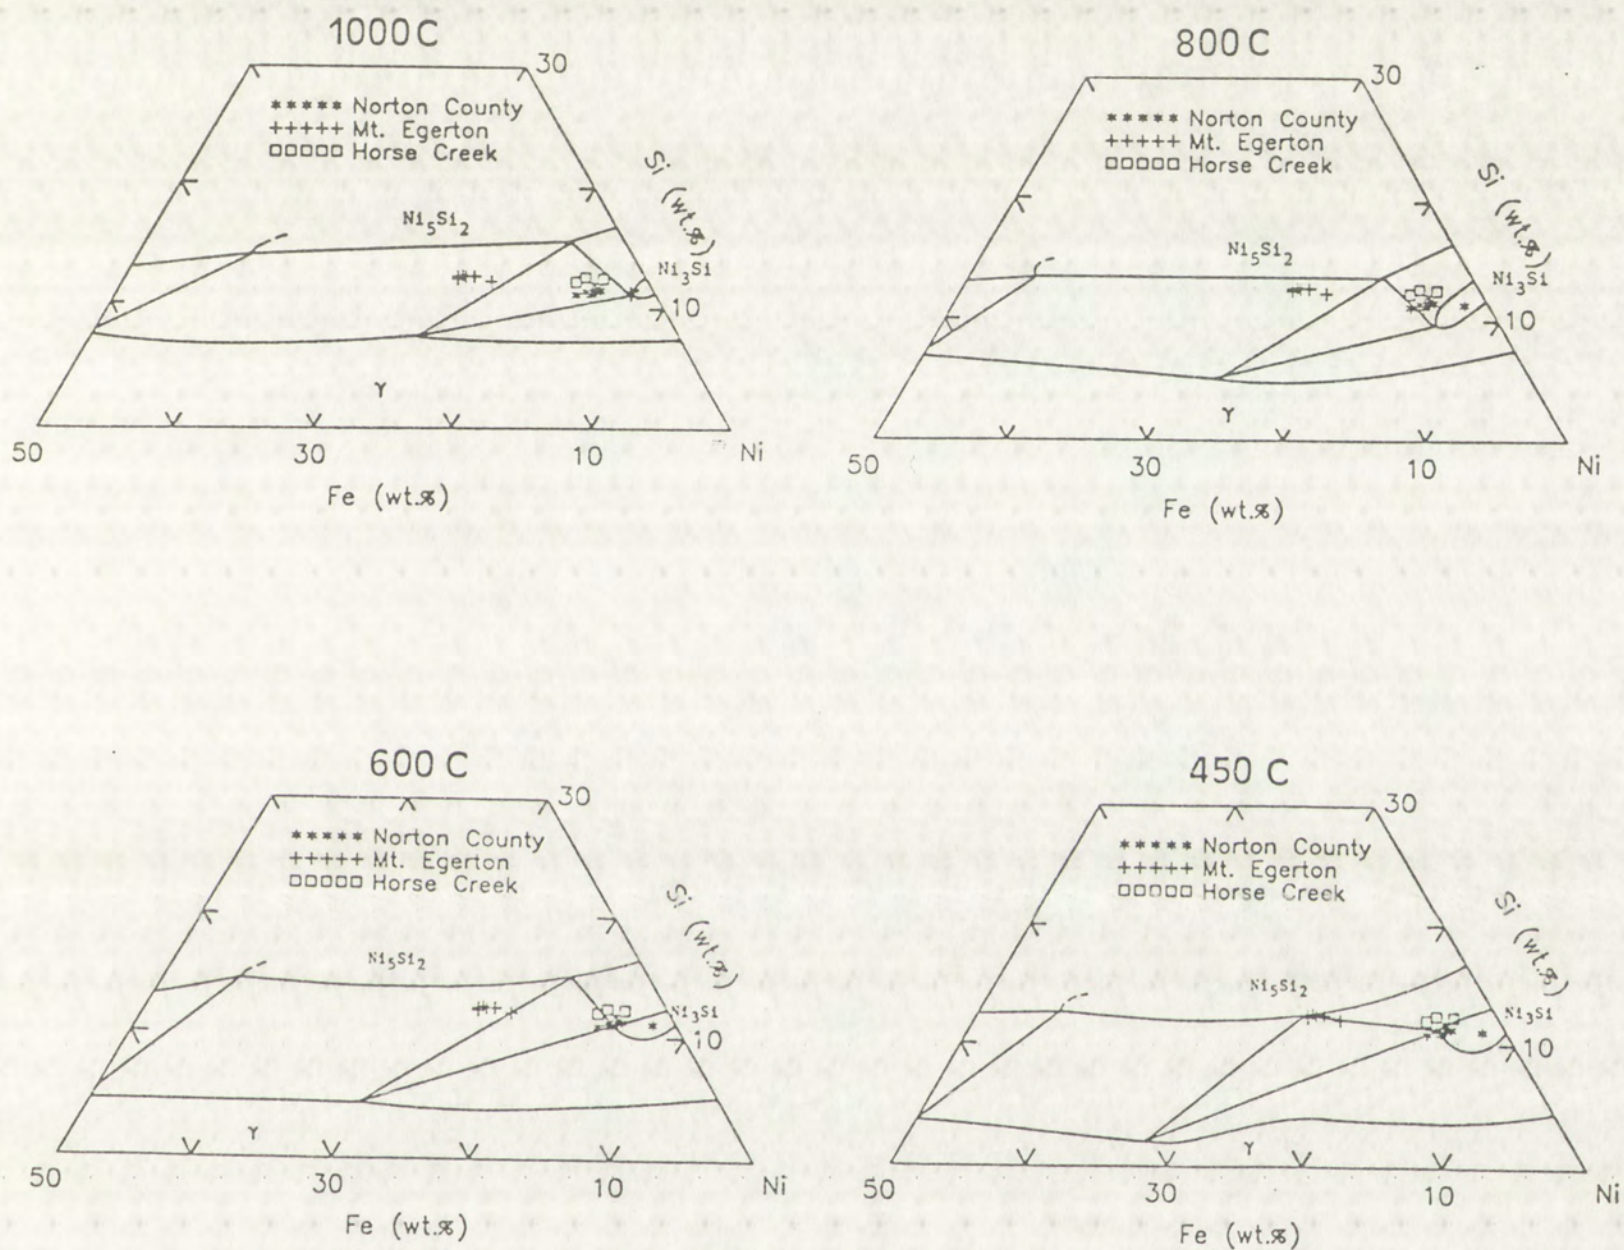 1000 C
30
***** Norton County
+++++ Mt. Egerton
□□□□□ Horse Creek
Si (wt.%)
Ni5Si2
Ni3Si
10
γ
50 30 10 Ni
Fe (wt.%)
800 C
30
***** Norton County
+++++ Mt. Egerton
□□□□□ Horse Creek
Si (wt.%)
Ni5Si2
Ni3Si
10
γ
50 30 10 Ni
Fe (wt.%)
600 C
30
***** Norton County
+++++ Mt. Egerton
□□□□□ Horse Creek
Si (wt.%)
Ni5Si2
Ni3Si
10
γ
50 30 10 Ni
Fe (wt.%)
450 C
30
***** Norton County
+++++ Mt. Egerton
□□□□□ Horse Creek
Si (wt.%)
Ni5Si2
Ni3Si
10
γ
50 30 10 Ni
Fe (wt.%)